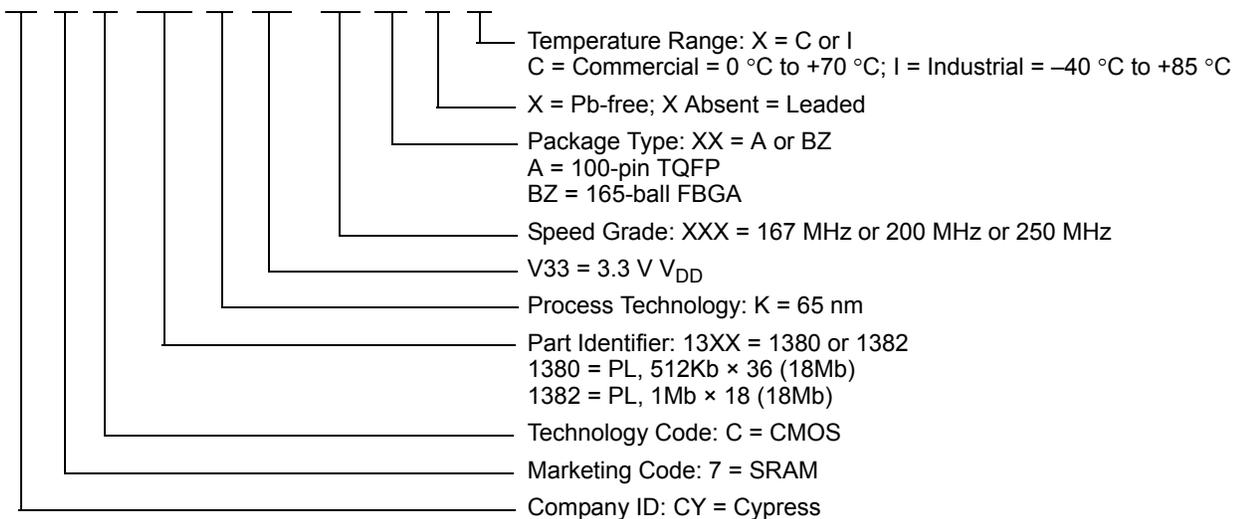 Temperature Range: X = C or I
C = Commercial = 0 °C to +70 °C; I = Industrial = –40 °C to +85 °C
X = Pb-free; X Absent = Leaded
Package Type: XX = A or BZ
A = 100-pin TQFP
BZ = 165-ball FBGA
Speed Grade: XXX = 167 MHz or 200 MHz or 250 MHz
V33 = 3.3 V VDD
Process Technology: K = 65 nm
Part Identifier: 13XX = 1380 or 1382
1380 = PL, 512Kb × 36 (18Mb)
1382 = PL, 1Mb × 18 (18Mb)
Technology Code: C = CMOS
Marketing Code: 7 = SRAM
Company ID: CY = Cypress